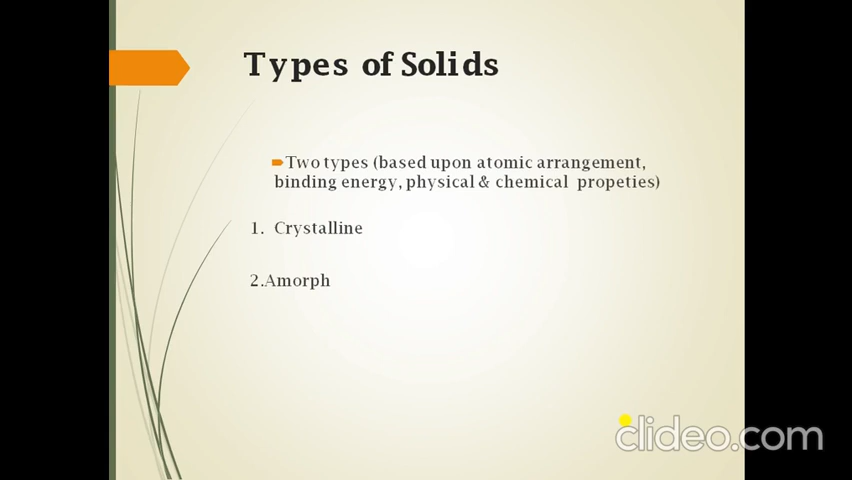 Types of Solids
Two types (based upon atomic arrangement,
binding energy, physical & chemical propeties)
1. Crystalline
2.Amorph
clideo.com